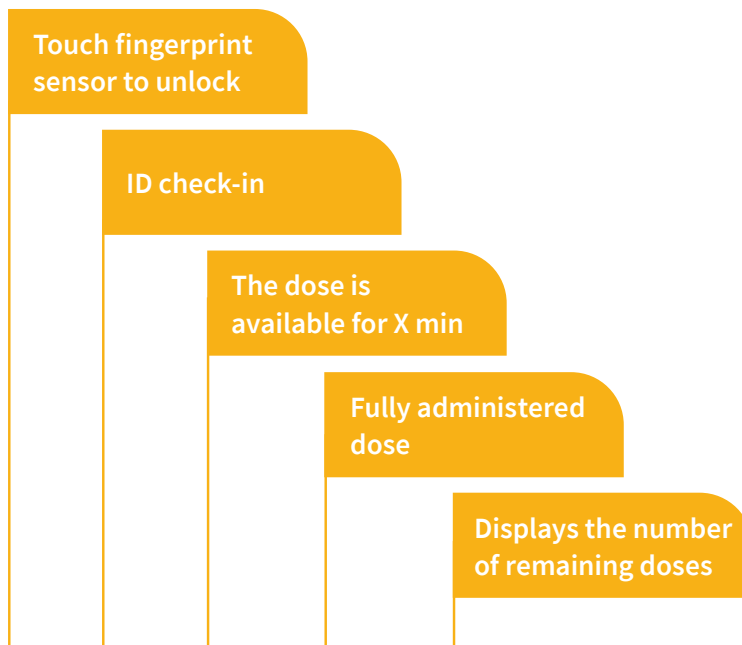 Touch fingerprint
sensor to unlock
ID check-in
The dose is
available for X min
Fully administered
dose
Displays the number
of remaining doses